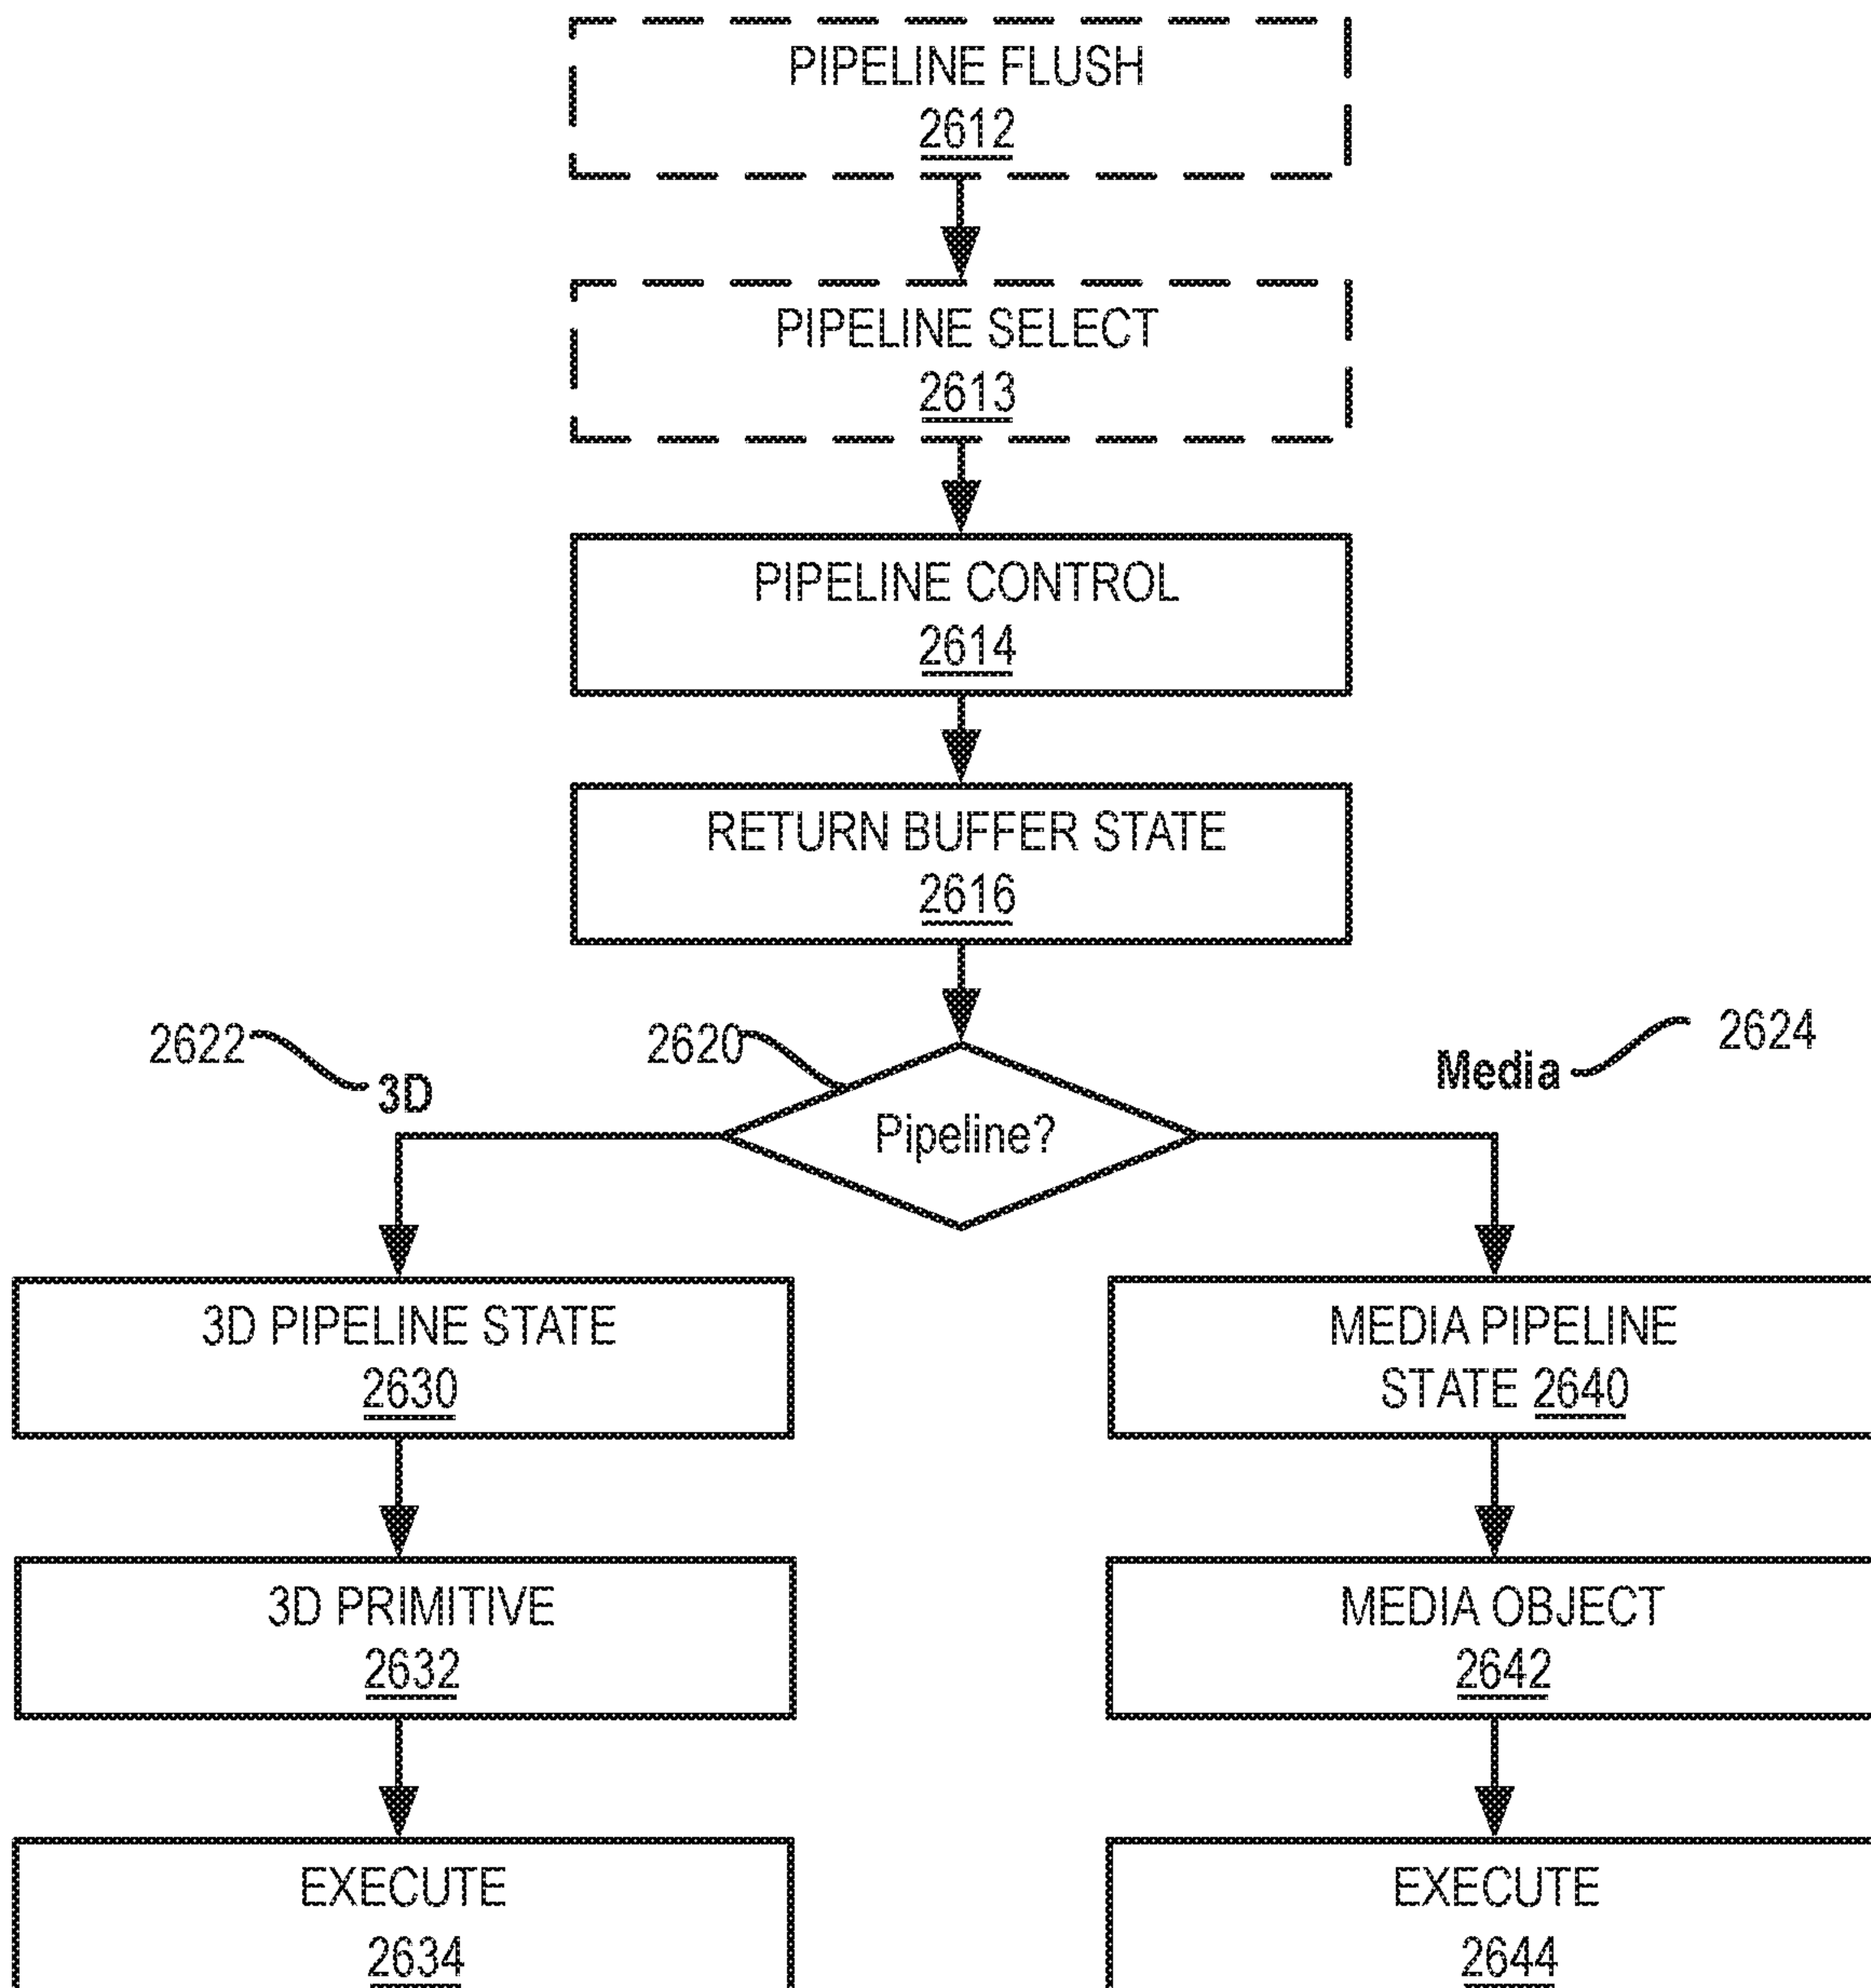 PIPELINE FLUSH
2612
PIPELINE SELECT
2613
PIPELINE CONTROL
2614
RETURN BUFFER STATE
2616
2622
3D
2620
Pipeline?
Media
2624
3D PIPELINE STATE
2630
MEDIA PIPELINE
STATE 2640
3D PRIMITIVE
2632
MEDIA OBJECT
2642
EXECUTE
2634
EXECUTE
2644